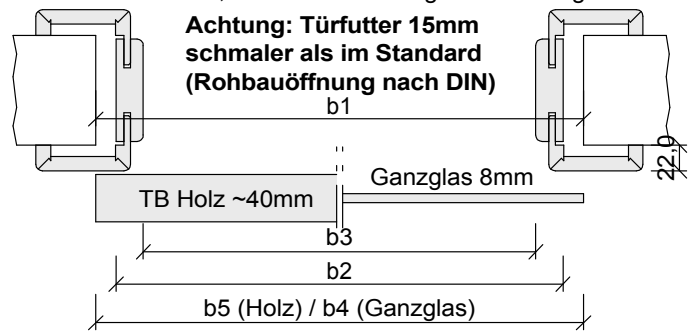 Achtung: Türfutter 15mm
schmaler als im Standard
(Rohbauöffnung nach DIN)
b1
22,0
Ganzglas 8mm
TB Holz ~40mm
b3
b2
b5 (Holz) / b4 (Ganzglas)